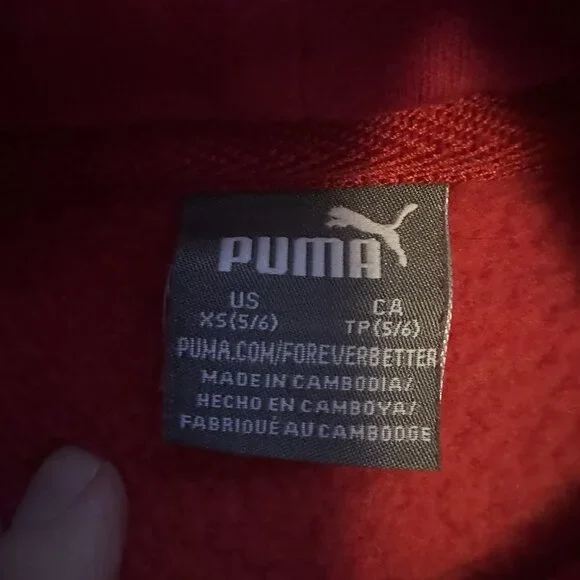 PUMA
US CA
XS(5/6) TP(5/6)
PUMA.COM/FOREVERBETTER
MADE IN CAMBODIA/
HECHO EN CAMBOYA/
FABRIQUÉ AU CAMBODGE